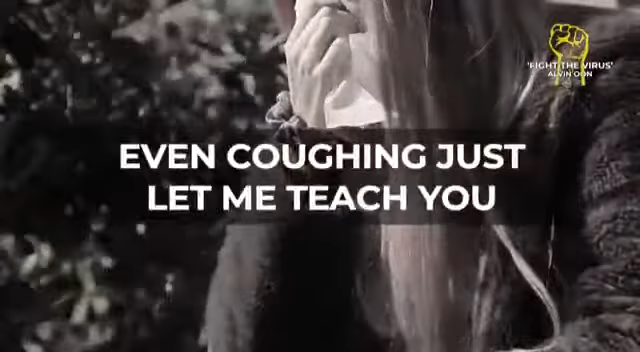 'FIGHT THE VIRUS'
ALVIN OON
EVEN COUGHING JUST
LET ME TEACH YOU